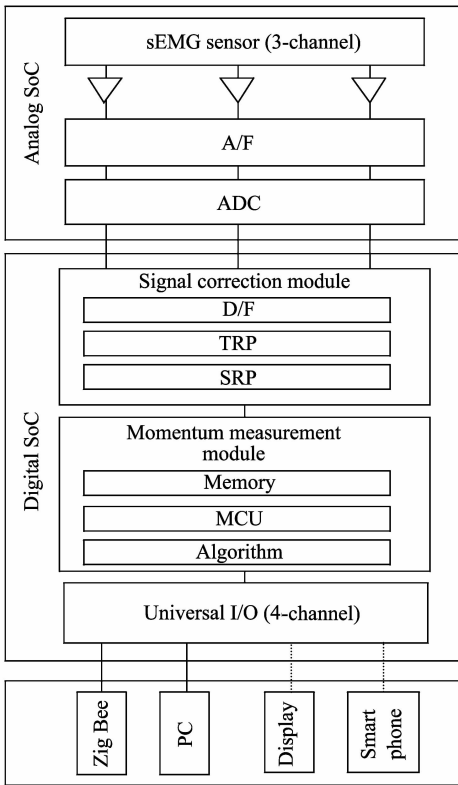 Analog SoC
sEMG sensor (3-channel)
A/F
ADC
Digital SoC
Signal correction module
D/F
TRP
SRP
Momentum measurement
module
Memory
MCU
Algorithm
Universal I/O (4-channel)
Zig Bee
PC
Display
Smart
phone